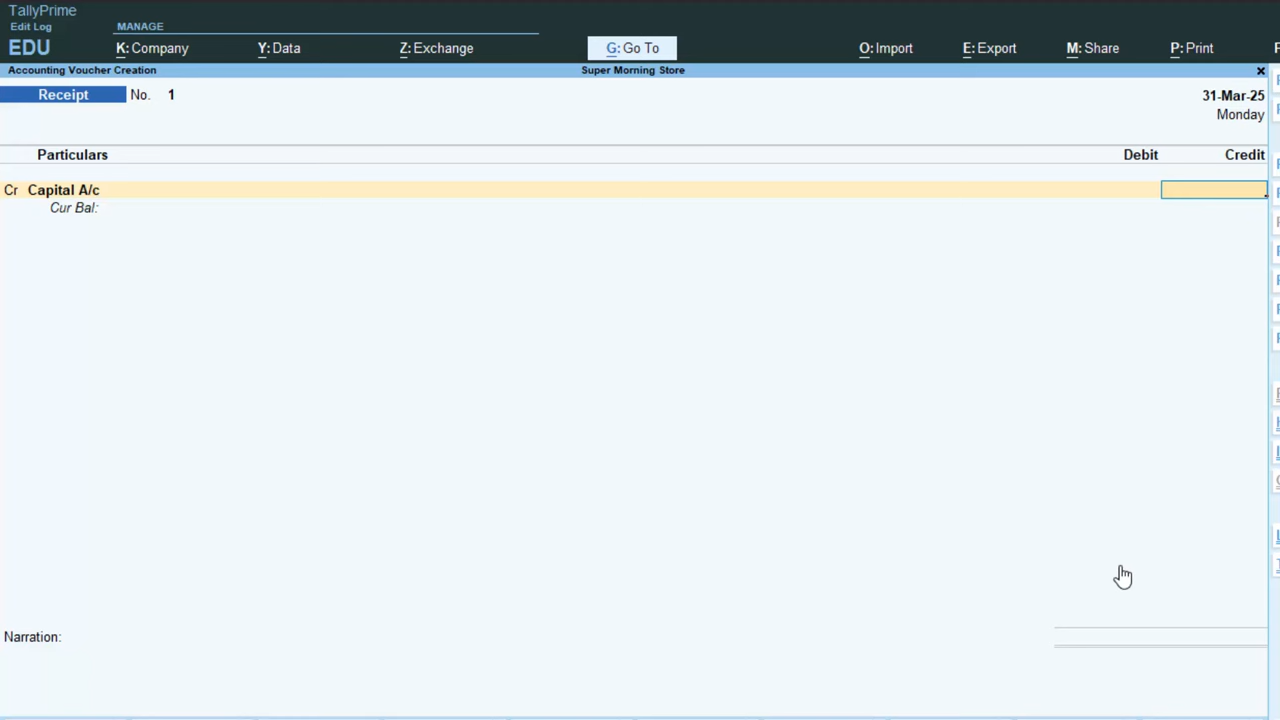 TallyPrime
Edit Log
MANAGE
EDU
K: Company
Y: Data
Z: Exchange
G: Go To
O: Import
E: Export
M: Share
P: Print
Accounting Voucher Creation
Super Morning Store
×
Receipt
No. 1
31-Mar-25
Monday
Particulars
Debit
Credit
Cr Capital A/c
Cur Bal:
Narration: